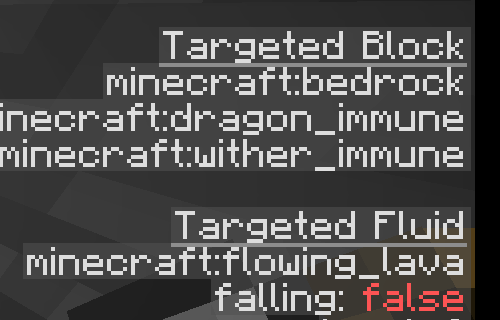 Targeted Block
minecraft:bedrock
inecraft:dragon_immune
minecraft:wither_immune
Targeted Fluid
minecraft:flowing_lava
falling: false